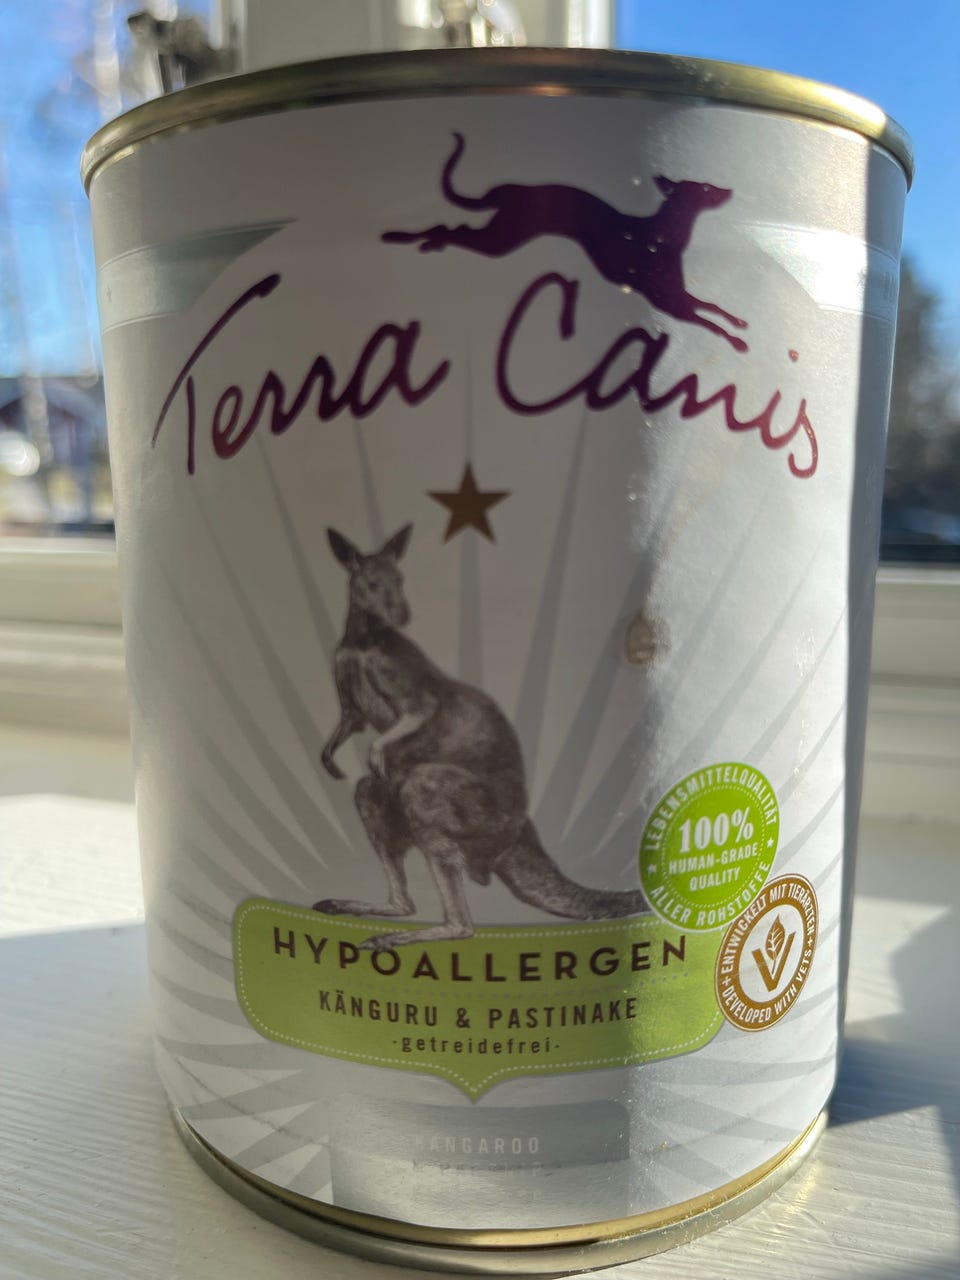 Terra Canis
LEBENSMITTELQUALITÄT
100%
HUMAN-GRADE
QUALITY
ALLER ROHSTOFFE
ENTWICKELT MIT TIERÄRZTEN
V
DEVELOPED WITH VETS
HYPOALLERGEN
KÄNGURU & PASTINAKE
-getreidefrei-
KANGAROO